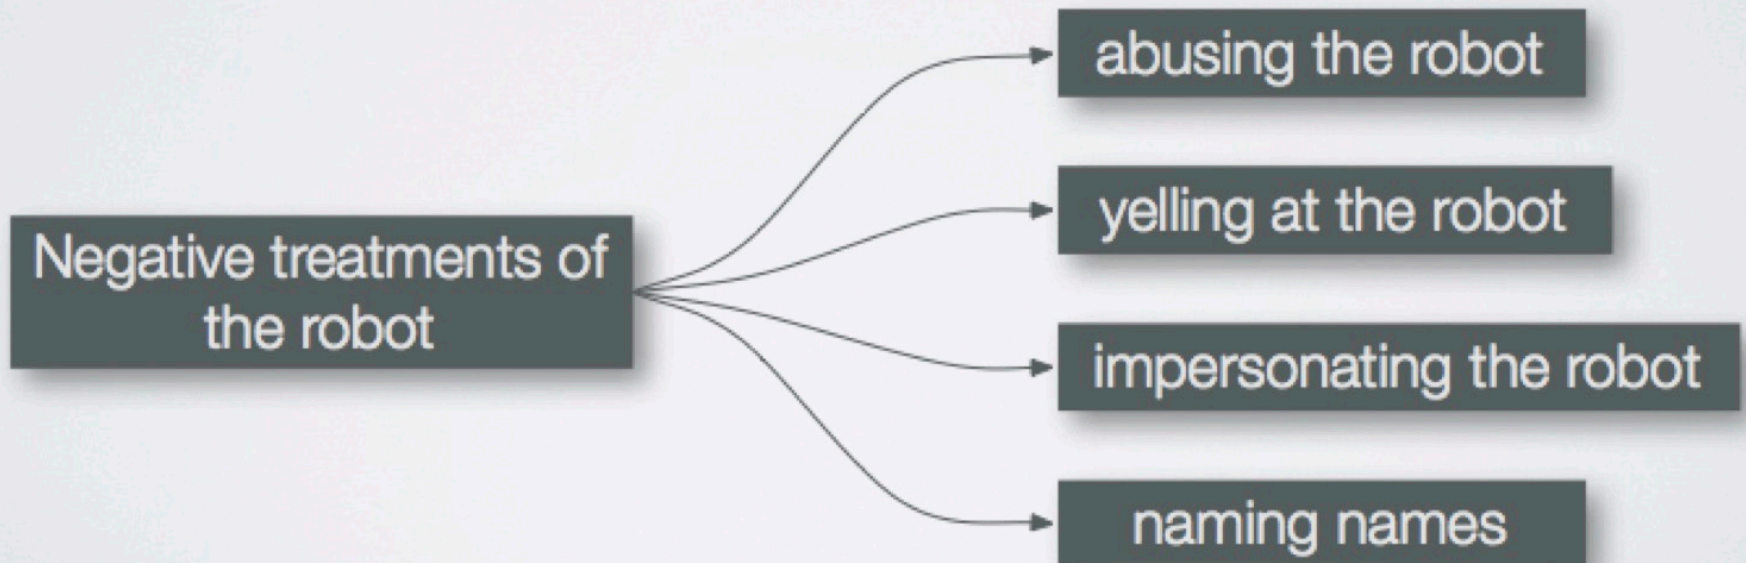 Negative treatments of
the robot
abusing the robot
yelling at the robot
impersonating the robot
naming names